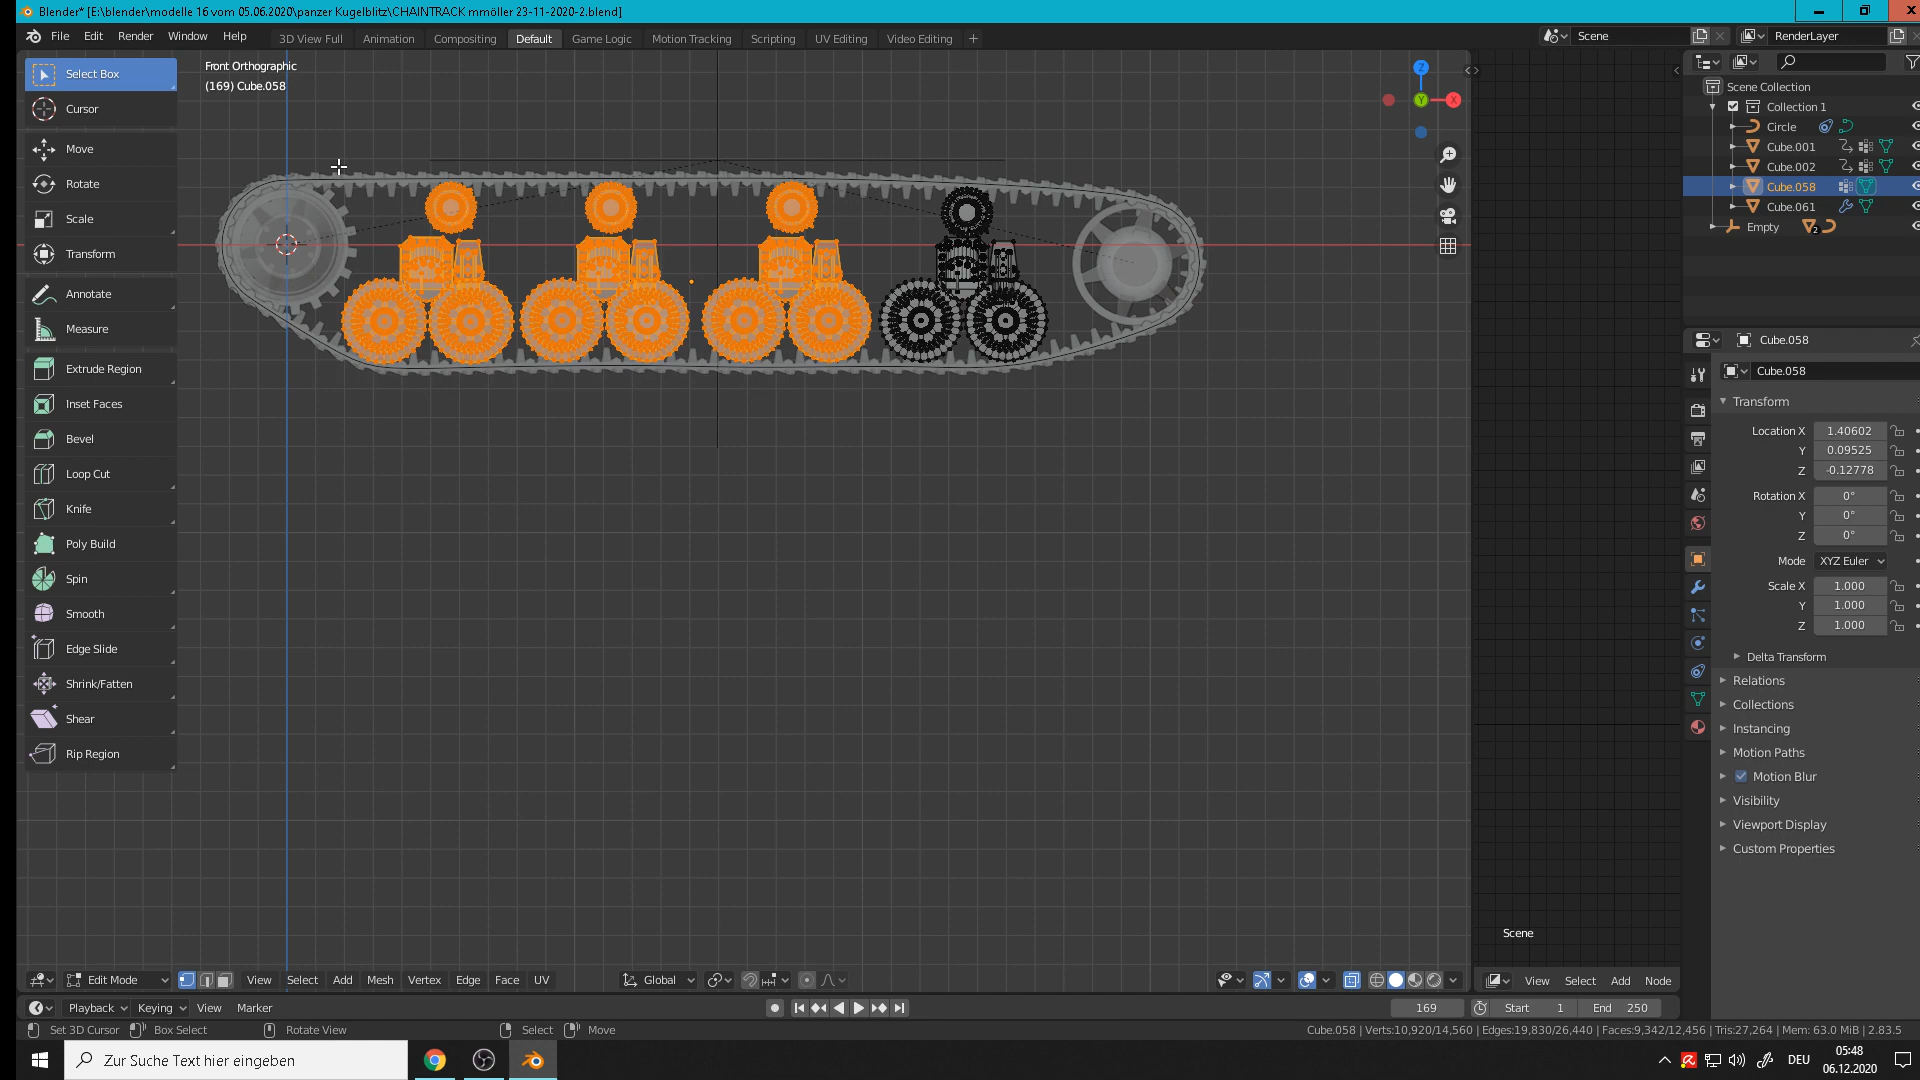 Blender* [E:\blender\modelle 16 vom 05.06.2020\panzer Kugelblitz\CHAINTRACK mmöller 23-11-2020-2.blend]
File Edit Render Window Help 3D View Full Animation Compositing Default Game Logic Motion Tracking Scripting UV Editing Video Editing + Scene RenderLayer
Select Box
Cursor
Move
Rotate
Scale
Transform
Annotate
Measure
Extrude Region
Inset Faces
Bevel
Loop Cut
Knife
Poly Build
Spin
Smooth
Edge Slide
Shrink/Fatten
Shear
Rip Region
Front Orthographic
(169) Cube.058
Z
Y
X
Scene
Scene Collection
Collection 1
Circle
Cube.001
Cube.002
Cube.058
Cube.061
Empty 2
Cube.058
Cube.058
Transform
Location X 1.40602
Y 0.09525
Z -0.12778
Rotation X 0°
Y 0°
Z 0°
Mode XYZ Euler
Scale X 1.000
Y 1.000
Z 1.000
Delta Transform
Relations
Collections
Instancing
Motion Paths
Motion Blur
Visibility
Viewport Display
Custom Properties
Edit Mode View Select Add Mesh Vertex Edge Face UV Global View Select Add Node
Playback Keying View Marker 169 Start 1 End 250
Set 3D Cursor Box Select Rotate View Select Move Cube.058 | Verts:10,920/14,560 | Edges:19,830/26,440 | Faces:9,342/12,456 | Tris:27,264 | Mem: 63.0 MiB | 2.83.5
Zur Suche Text hier eingeben DEU 05:48
06.12.2020